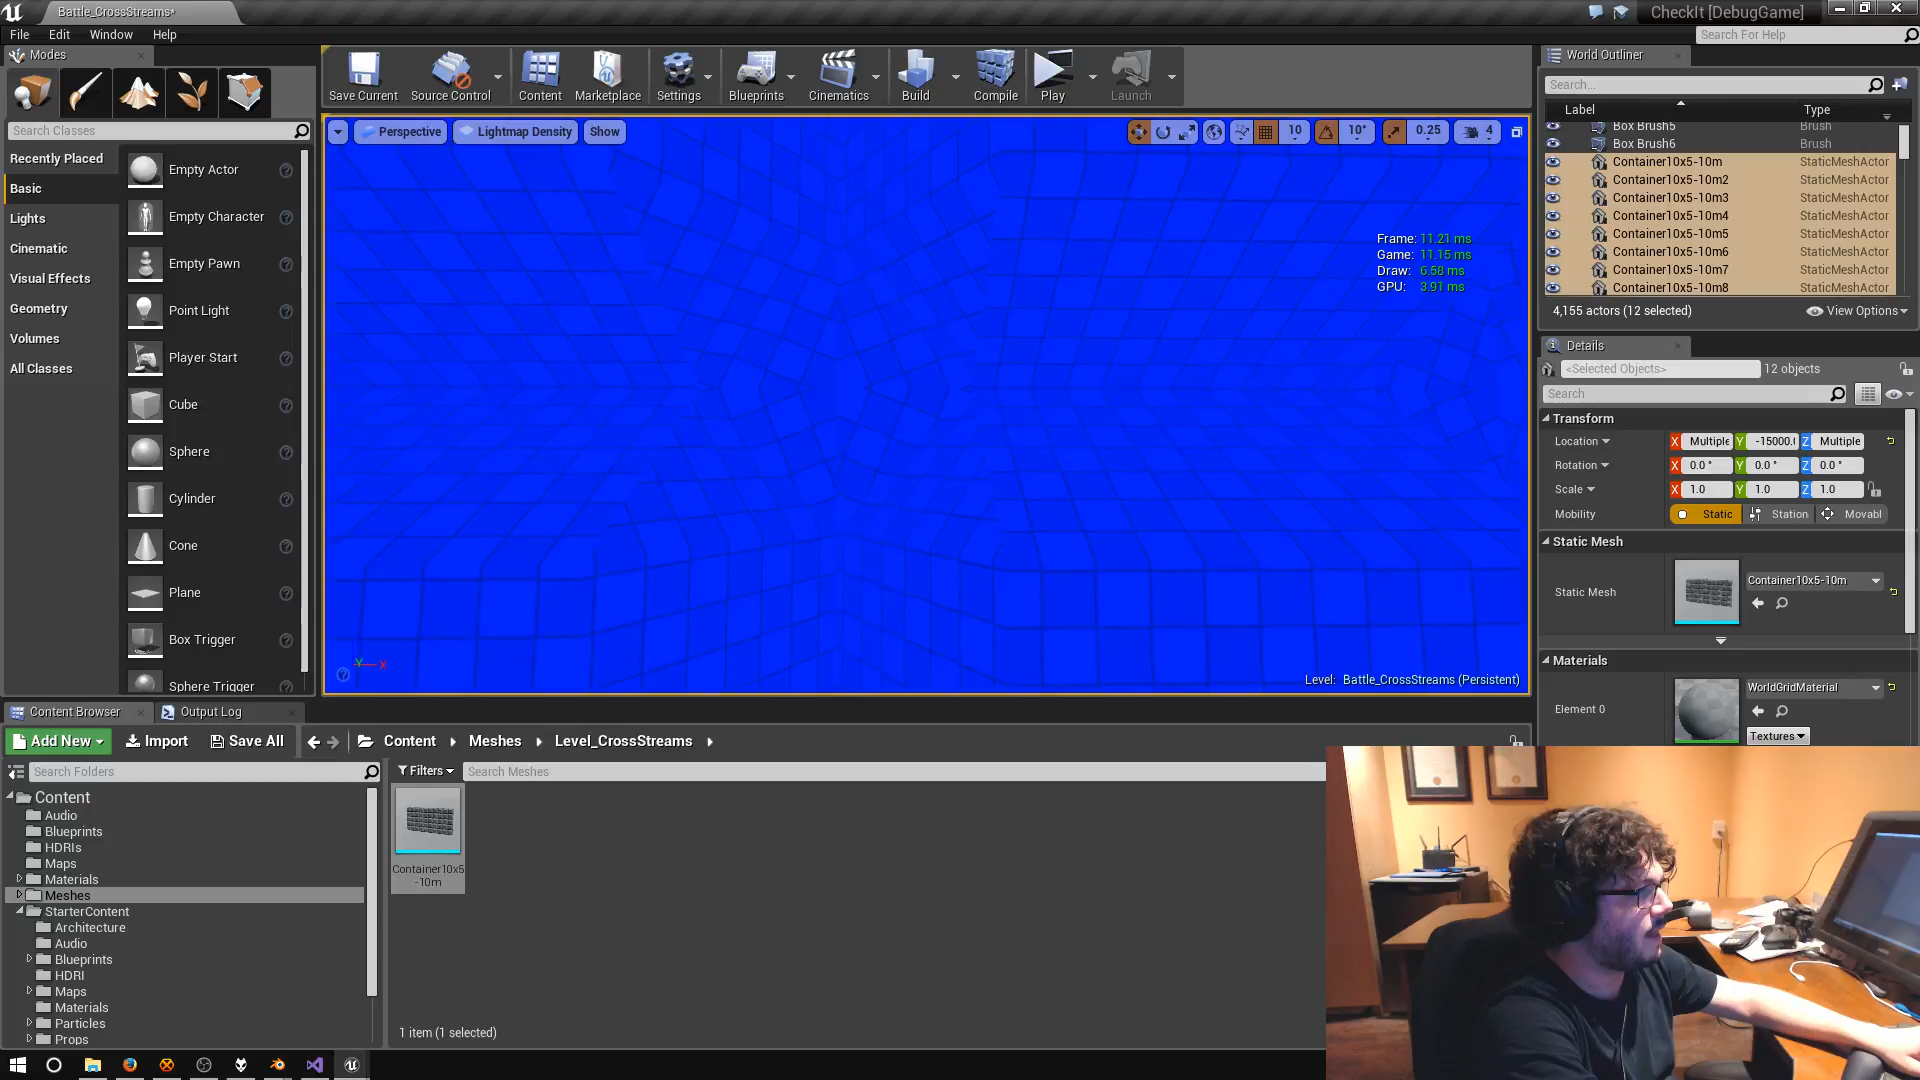 Battle_CrossStreams*
CheckIt [DebugGame]
File Edit Window Help
Search For Help
Modes
Search Classes
Recently Placed
Basic
Lights
Cinematic
Visual Effects
Geometry
Volumes
All Classes
Empty Actor
Empty Character
Empty Pawn
Point Light
Player Start
Cube
Sphere
Cylinder
Cone
Plane
Box Trigger
Sphere Trigger
Save Current
Source Control
Content
Marketplace
Settings
Blueprints
Cinematics
Build
Compile
Play
Launch
Perspective
Lightmap Density
Show
10
10°
0.25
4
Frame: 11.21 ms
Game: 11.15 ms
Draw: 6.58 ms
GPU: 3.91 ms
Y X
Level: Battle_CrossStreams (Persistent)
World Outliner
Search...
Label Type
Box Brush5 Brush
Box Brush6 Brush
Container10x5-10m StaticMeshActor
Container10x5-10m2 StaticMeshActor
Container10x5-10m3 StaticMeshActor
Container10x5-10m4 StaticMeshActor
Container10x5-10m5 StaticMeshActor
Container10x5-10m6 StaticMeshActor
Container10x5-10m7 StaticMeshActor
Container10x5-10m8 StaticMeshActor
4,155 actors (12 selected)
View Options
Details
<Selected Objects>
12 objects
Search
Transform
Location X Multiple Y -15000.0 Z Multiple
Rotation X 0.0 ° Y 0.0 ° Z 0.0 °
Scale X 1.0 Y 1.0 Z 1.0
Mobility Static Station Movabl
Static Mesh
Static Mesh
Container10x5-10m
Materials
Element 0
WorldGridMaterial
Textures
Content Browser
Output Log
Add New
Import
Save All
Content Meshes Level_CrossStreams
Search Folders
Filters
Search Meshes
Content
Audio
Blueprints
HDRIs
Maps
Materials
Meshes
StarterContent
Architecture
Audio
Blueprints
HDRI
Maps
Materials
Particles
Props
Container10x5
-10m
1 item (1 selected)